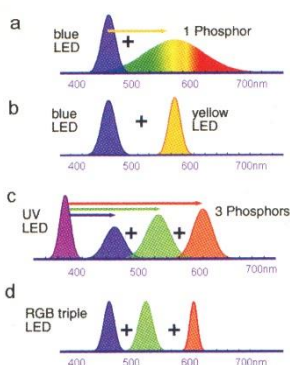 a
blue
LED
+
1 Phosphor
400 500 600 700nm
b
blue
LED
+
yellow
LED
400 500 600 700nm
c
UV
LED
+ +
3 Phosphors
400 500 600 700nm
d
RGB triple
LED
+ +
400 500 600 700nm